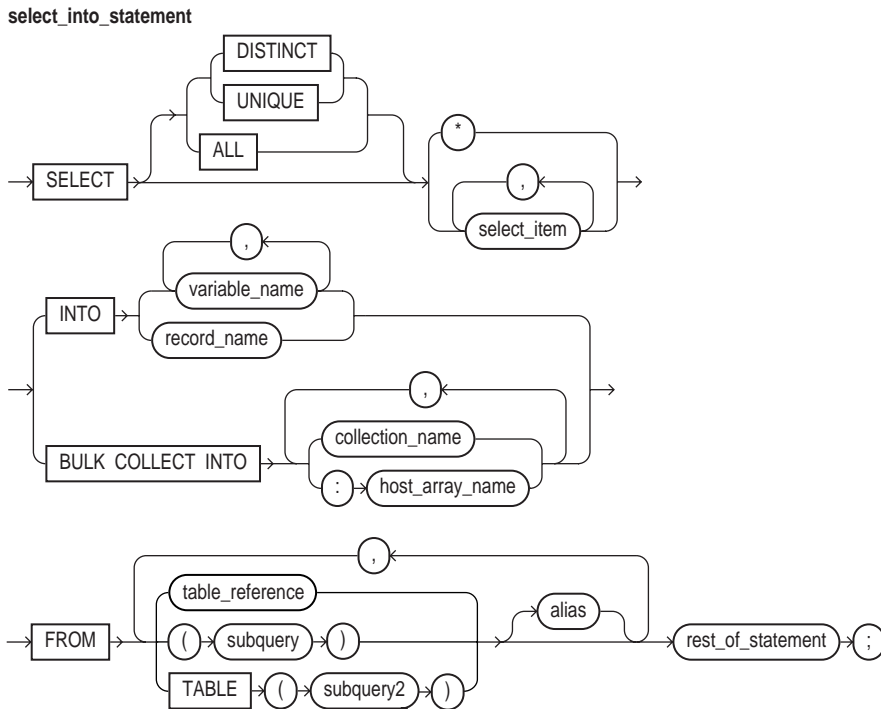 select_into_statement
DISTINCT
UNIQUE
ALL
SELECT
*
,
select_item
,
variable_name
INTO
record_name
,
collection_name
BULK COLLECT INTO
: host_array_name
,
table_reference
alias
FROM
( subquery )
rest_of_statement ;
TABLE ( subquery2 )